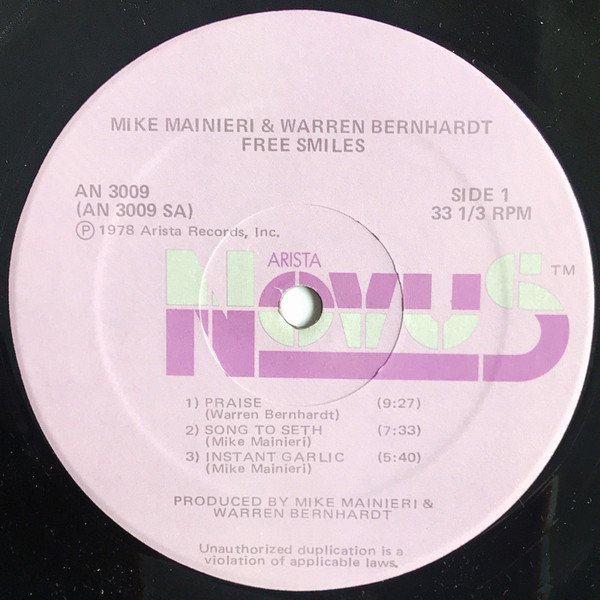 MIKE MAINIERI & WARREN BERNHARDT
FREE SMILES
AN 3009
(AN 3009 SA)
Ⓟ 1978 Arista Records, Inc.
SIDE 1
33 1/3 RPM
ARISTA
NOVUS TM
1) PRAISE (9:27)
(Warren Bernhardt)
2) SONG TO SETH (7:33)
(Mike Mainieri)
3) INSTANT GARLIC (5:40)
(Mike Mainieri)
PRODUCED BY MIKE MAINIERI &
WARREN BERNHARDT
Unauthorized duplication is a
violation of applicable laws.